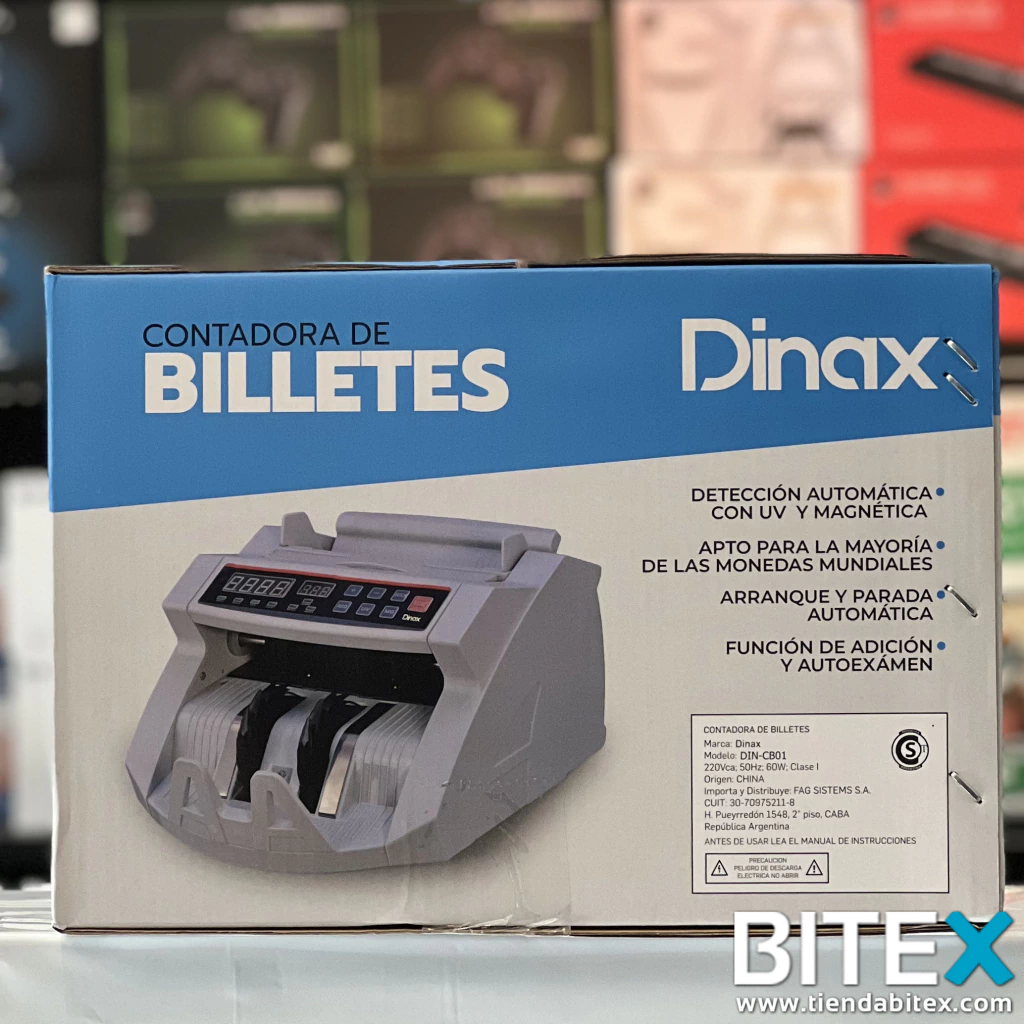 CONTADORA DE
BILLETES
Dinax
DETECCIÓN AUTOMÁTICA
CON UV Y MAGNÉTICA
APTO PARA LA MAYORÍA
DE LAS MONEDAS MUNDIALES
ARRANQUE Y PARADA
AUTOMÁTICA
FUNCIÓN DE ADICIÓN
Y AUTOEXÁMEN
Dinax
CONTADORA DE BILLETES
Marca: Dinax
Modelo: DIN-CB01
220Vca; 50Hz; 60W; Clase I
Origen: CHINA
Importa y Distribuye: FAG SISTEMS S.A.
CUIT: 30-70975211-8
H. Pueyrredón 1548, 2° piso, CABA
República Argentina
ANTES DE USAR LEA EL MANUAL DE INSTRUCCIONES
PRECAUCION
PELIGRO DE DESCARGA
ELECTRICA NO ABRIR
S
BITEX
www.tiendabitex.com